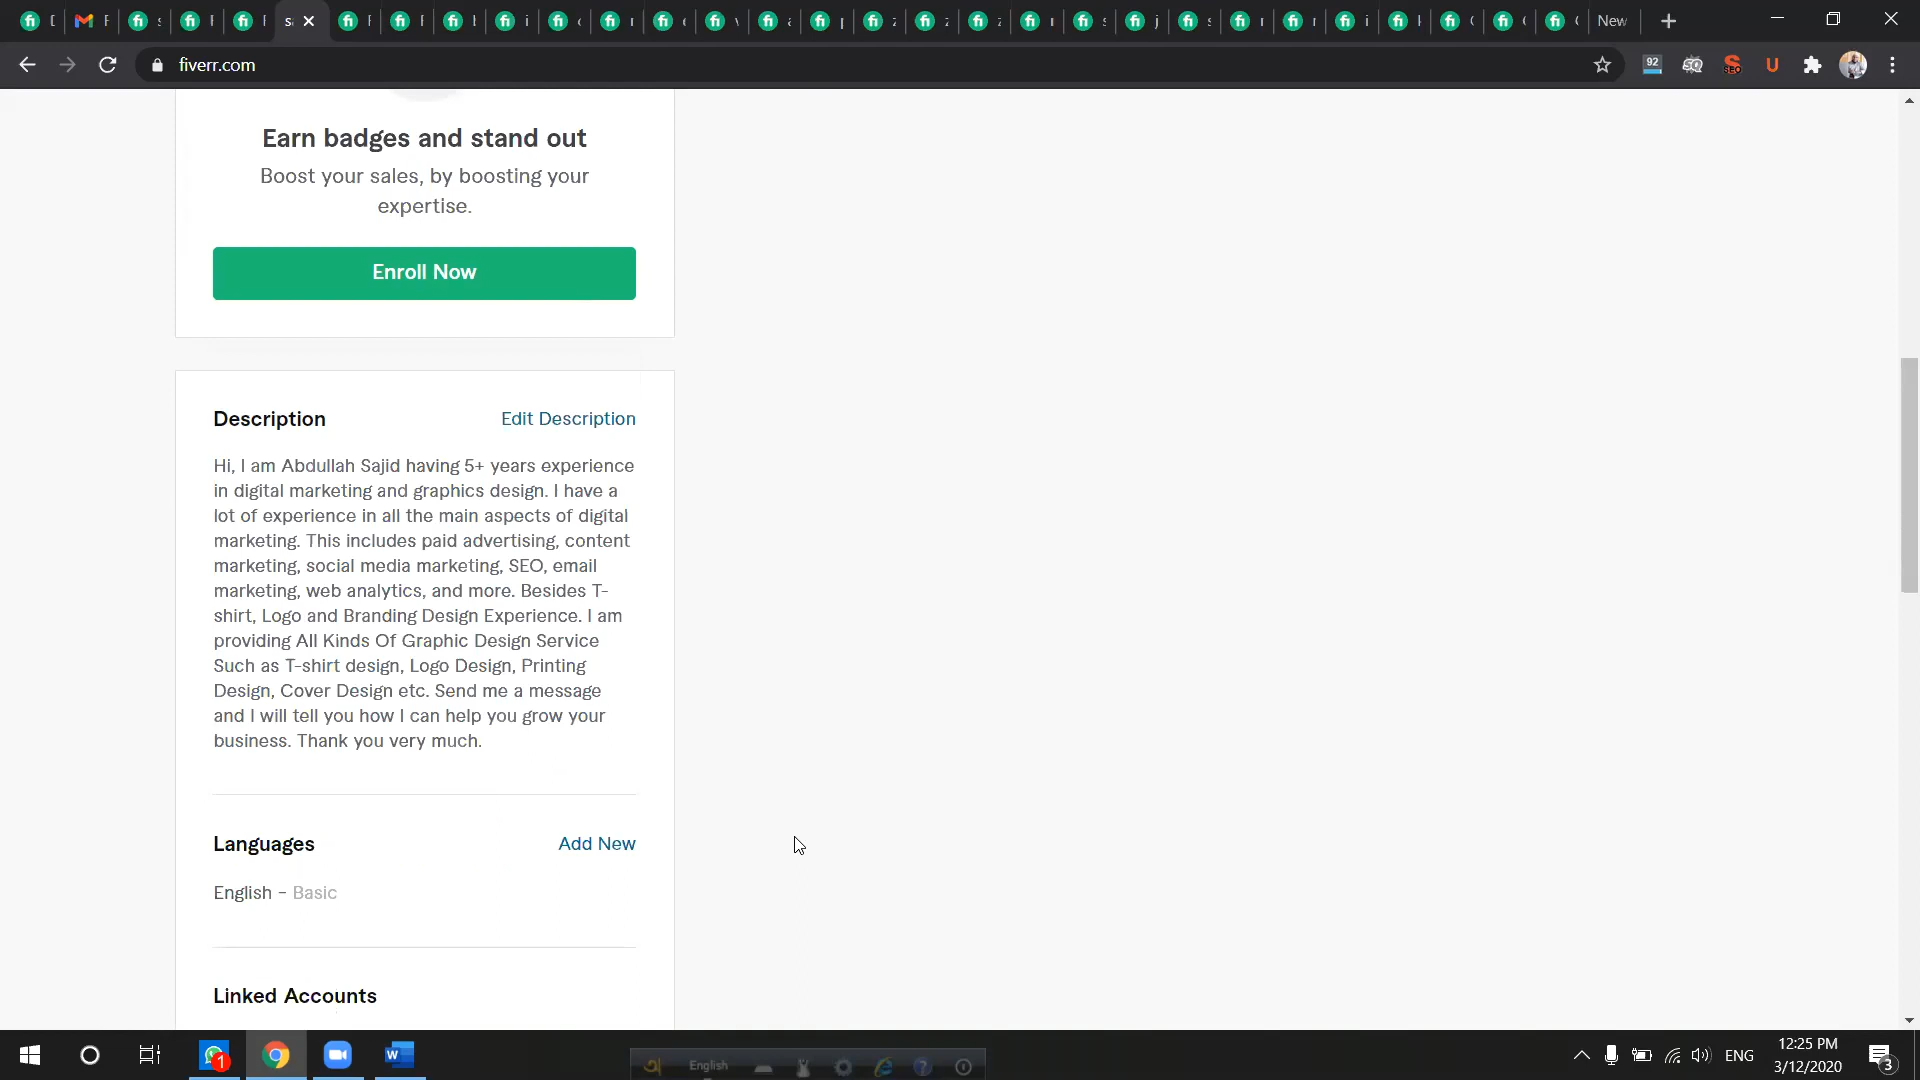 New
fiverr.com
92
SEO
U
Earn badges and stand out
Boost your sales, by boosting your
expertise.
Enroll Now
Description
Edit Description
Hi, I am Abdullah Sajid having 5+ years experience
in digital marketing and graphics design. I have a
lot of experience in all the main aspects of digital
marketing. This includes paid advertising, content
marketing, social media marketing, SEO, email
marketing, web analytics, and more. Besides T-
shirt, Logo and Branding Design Experience. I am
providing All Kinds Of Graphic Design Service
Such as T-shirt design, Logo Design, Printing
Design, Cover Design etc. Send me a message
and I will tell you how I can help you grow your
business. Thank you very much.
Languages
Add New
English - Basic
Linked Accounts
1
English
ENG
12:25 PM
3/12/2020
3